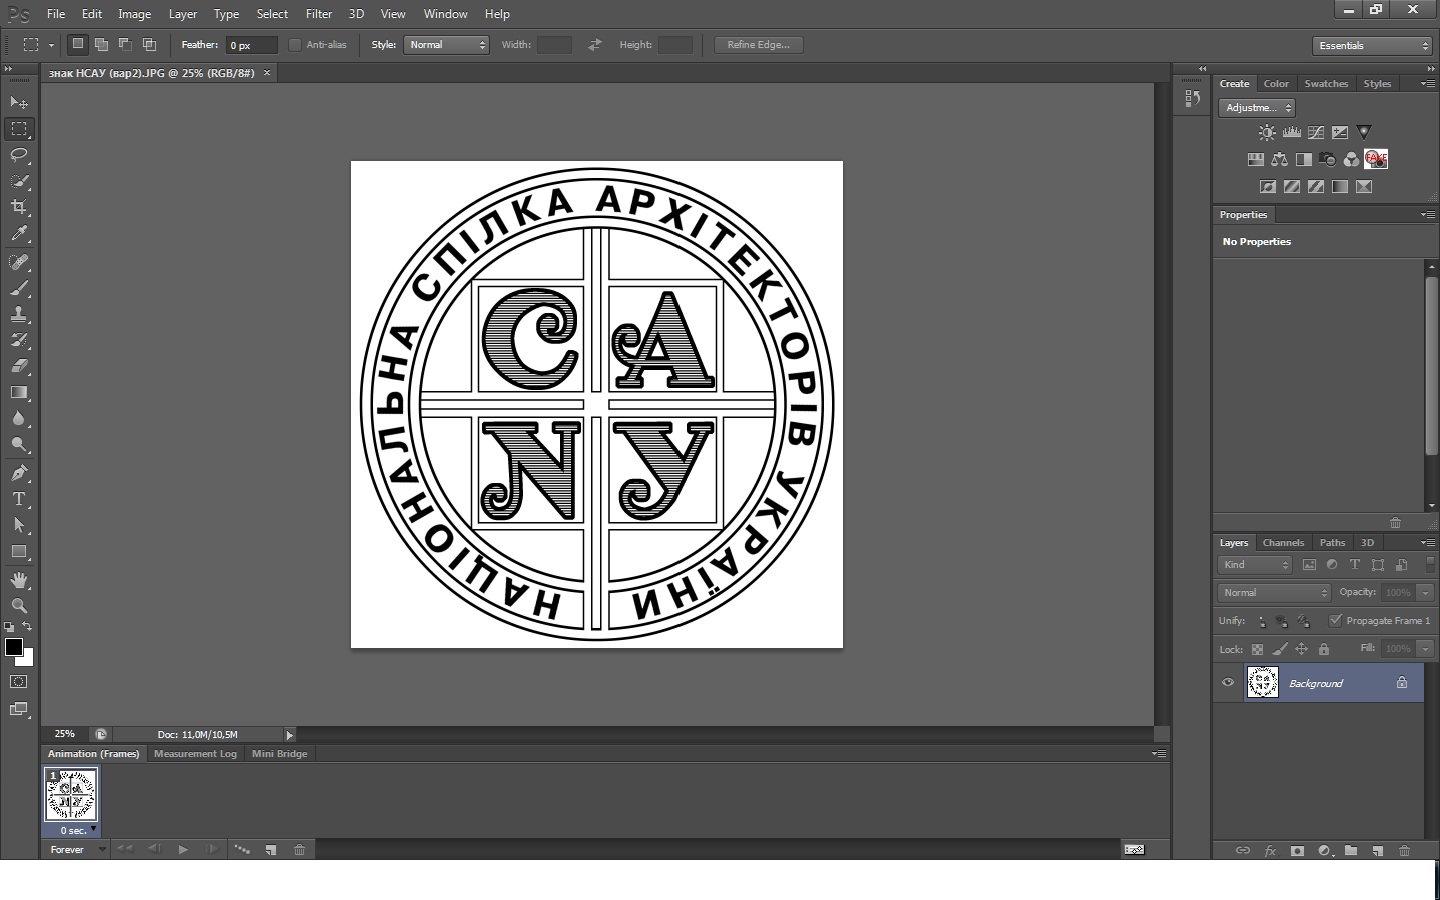 Ps File Edit Image Layer Type Select Filter 3D View Window Help
Feather: 0 px Anti-alias Style: Normal Width: Height: Refine Edge... Essentials
знак НСАУ (вар2).JPG @ 25% (RGB/8#) ×
Create Color Swatches Styles
Adjustme...
FAKE
Properties
No Properties
НАЦІОНАЛЬНА СПІЛКА АРХІТЕКТОРІВ УКРАЇНИ
С А
N У
Layers Channels Paths 3D
Kind
Normal Opacity: 100%
Unify: Propagate Frame 1
Lock: Fill: 100%
Background
25% Doc: 11,0M/10,5M
Animation (Frames) Measurement Log Mini Bridge
1
0 sec.
Forever
fx